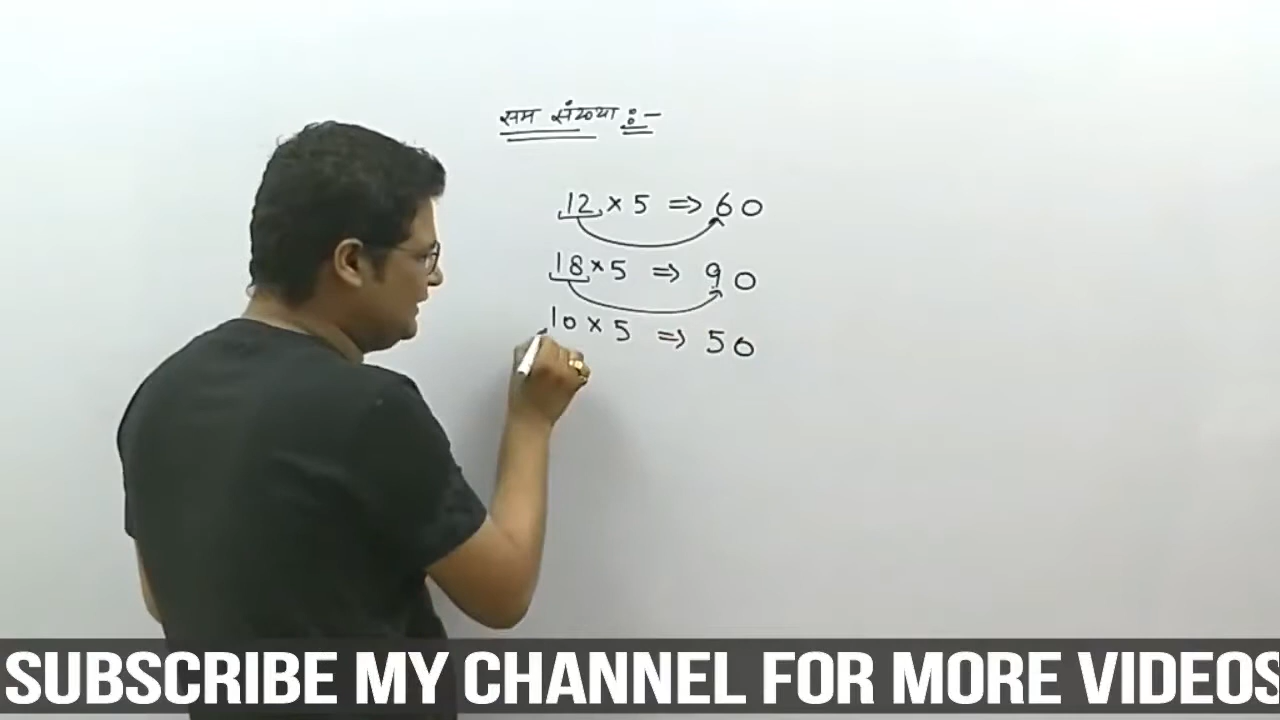 सम संख्या :-
12 × 5 ⇒ 60
18 × 5 ⇒ 90
10 × 5 ⇒ 50
SUBSCRIBE MY CHANNEL FOR MORE VIDEOS